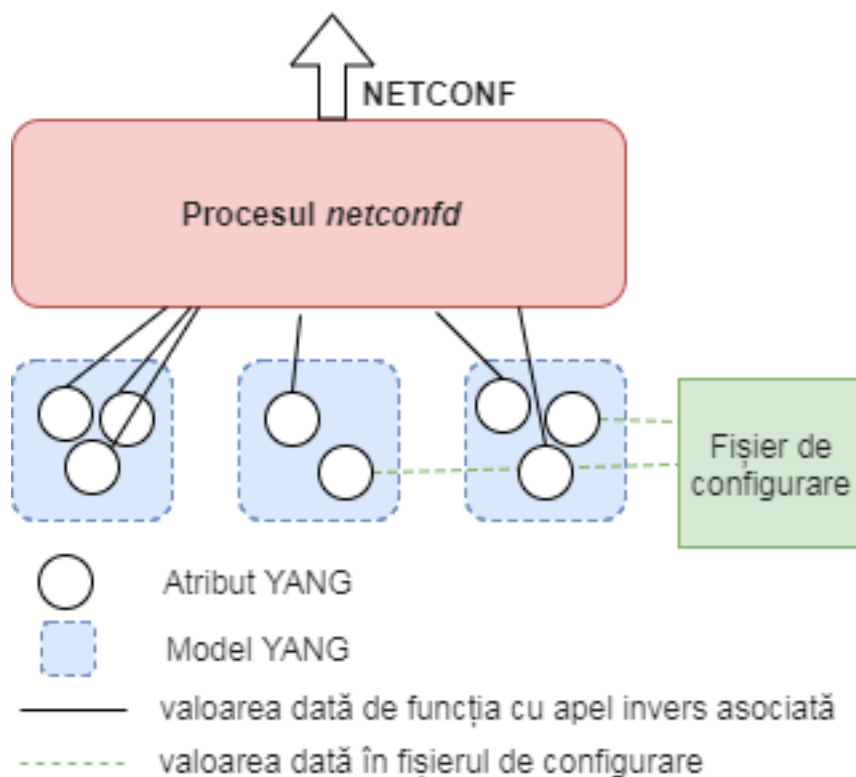 NETCONF
Procesul netconfd
Fișier de
configurare
Atribut YANG
Model YANG
valoarea dată de funcția cu apel invers asociată
valoarea dată în fișierul de configurare